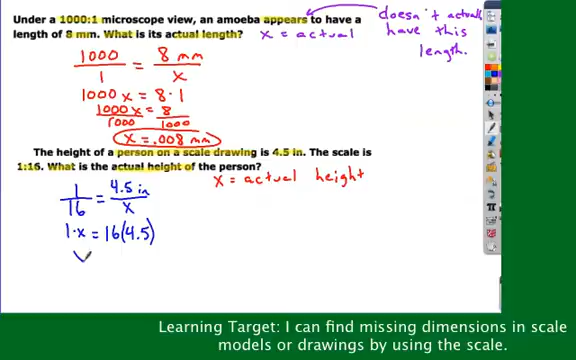 Under a 1000:1 microscope view, an amoeba appears to have a
length of 8 mm. What is its actual length? x = actual
doesn't actually
have this
length.
1000 / 1 = 8 mm / x
1000x = 8 · 1
1000x / 1000 = 8 / 1000
x = .008 mm
The height of a person on a scale drawing is 4.5 in. The scale is
1:16. What is the actual height of the person?
x = actual height
1 / 16 = 4.5 in / x
1·x = 16(4.5)
Learning Target: I can find missing dimensions in scale
models or drawings by using the scale.